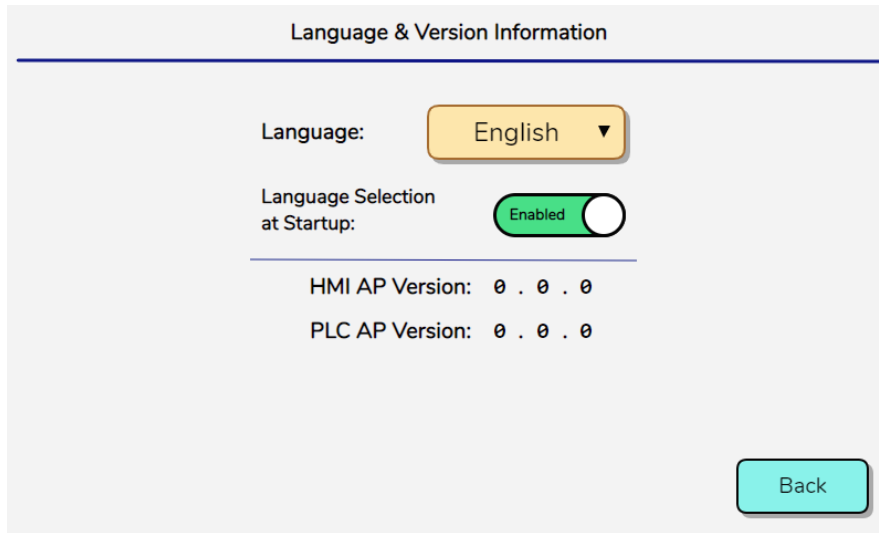 Language & Version Information
Language: English ▼
Language Selection
at Startup: Enabled
HMI AP Version: 0 . 0 . 0
PLC AP Version: 0 . 0 . 0
Back